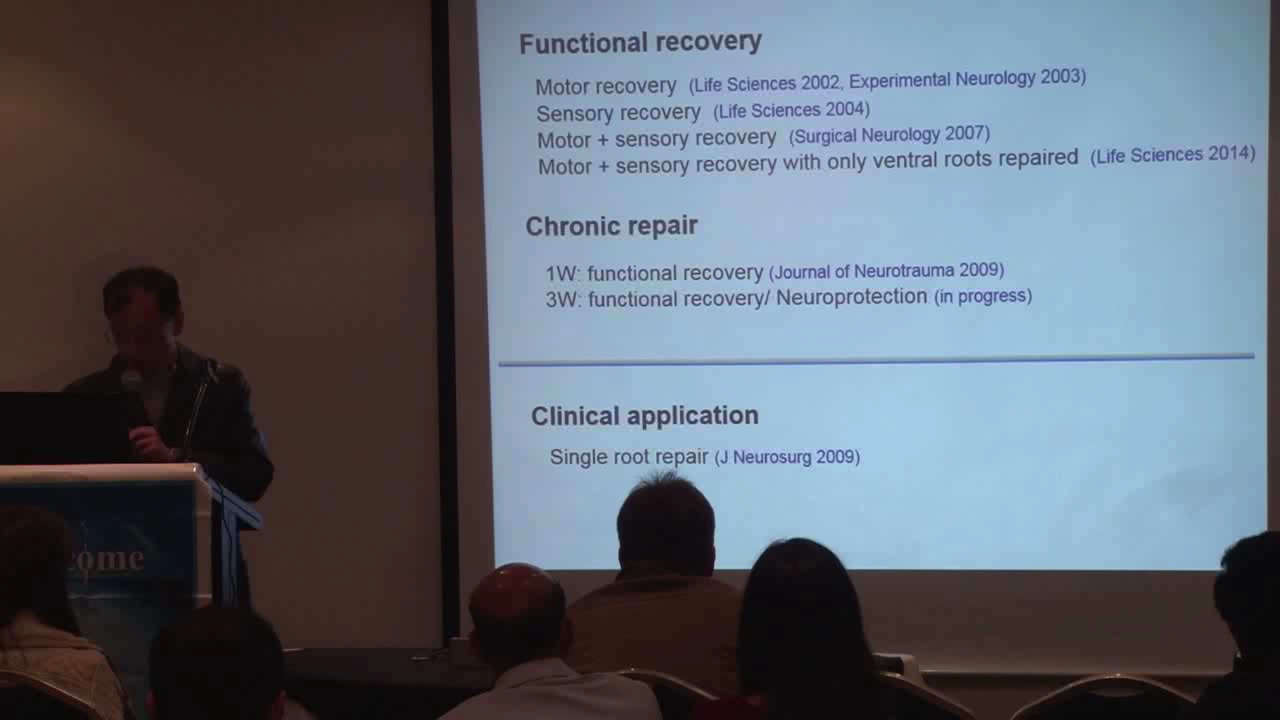 Functional recovery
Motor recovery (Life Sciences 2002, Experimental Neurology 2003)
Sensory recovery (Life Sciences 2004)
Motor + sensory recovery (Surgical Neurology 2007)
Motor + sensory recovery with only ventral roots repaired (Life Sciences 2014)
Chronic repair
1W: functional recovery (Journal of Neurotrauma 2009)
3W: functional recovery/ Neuroprotection (in progress)
Clinical application
Single root repair (J Neurosurg 2009)
come